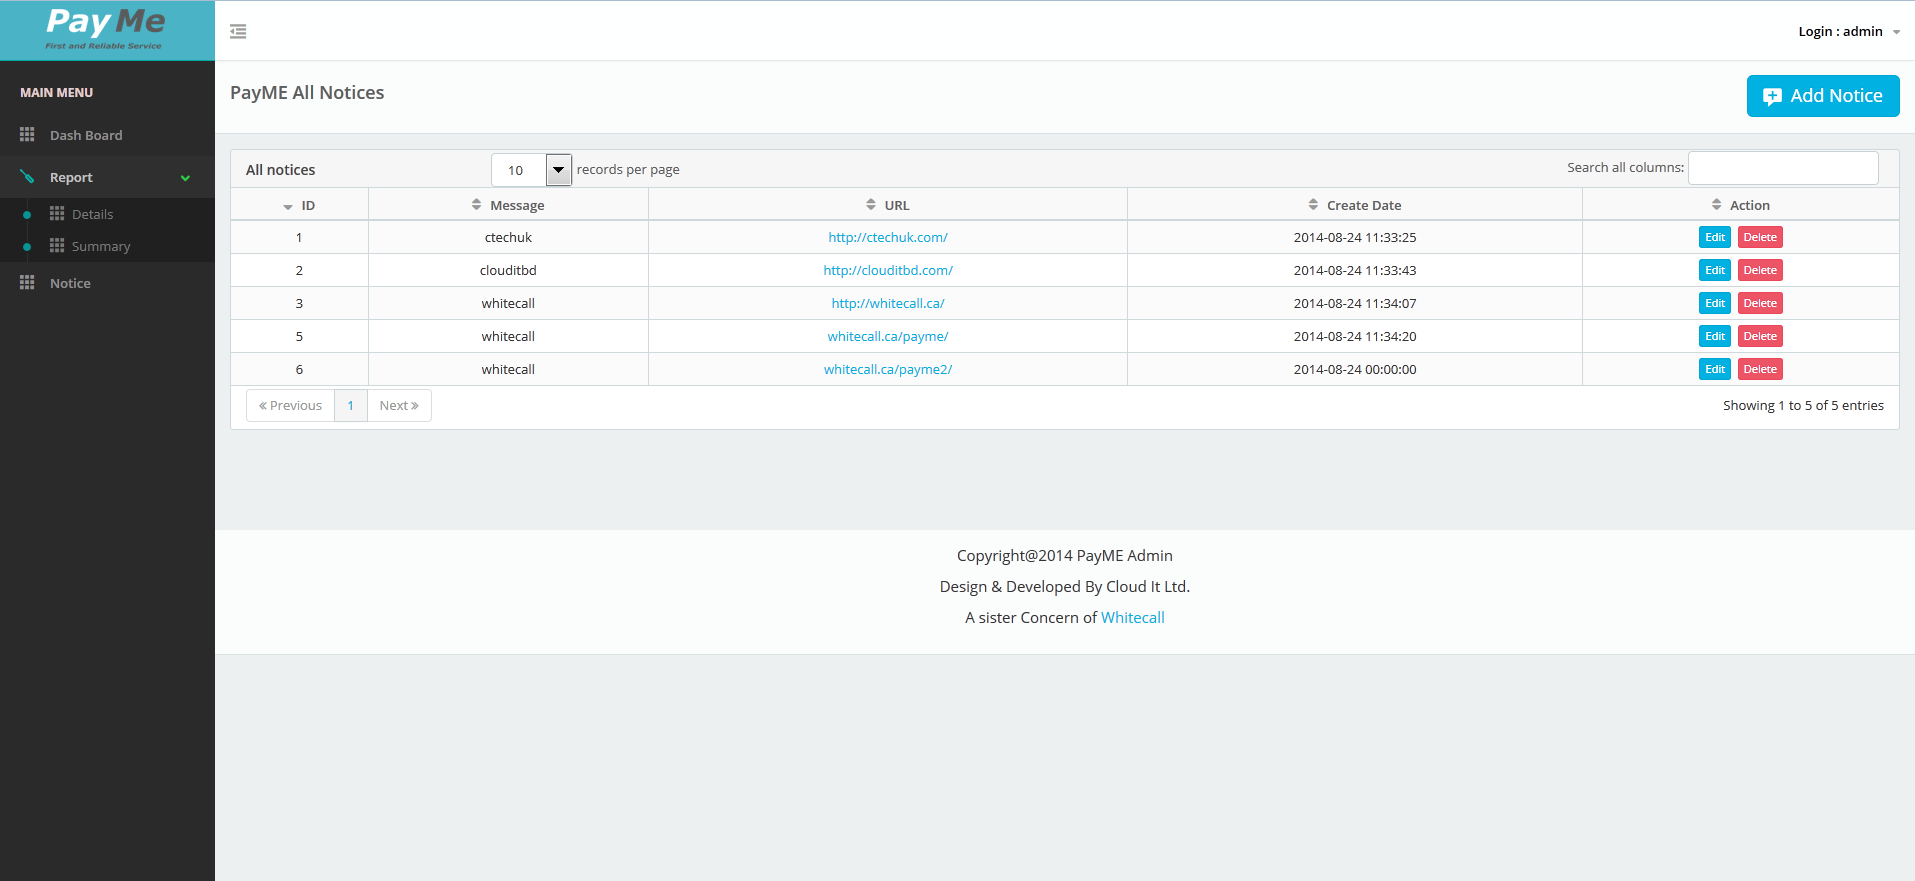 Pay Me
First and Reliable Service
Login : admin
MAIN MENU
Dash Board
Report
Details
Summary
Notice
PayME All Notices
Add Notice
All notices 10 records per page Search all columns:
ID Message URL Create Date Action
1 ctechuk http://ctechuk.com/ 2014-08-24 11:33:25 Edit Delete
2 clouditbd http://clouditbd.com/ 2014-08-24 11:33:43 Edit Delete
3 whitecall http://whitecall.ca/ 2014-08-24 11:34:07 Edit Delete
5 whitecall whitecall.ca/payme/ 2014-08-24 11:34:20 Edit Delete
6 whitecall whitecall.ca/payme2/ 2014-08-24 00:00:00 Edit Delete
« Previous 1 Next » Showing 1 to 5 of 5 entries
Copyright@2014 PayME Admin
Design & Developed By Cloud It Ltd.
A sister Concern of Whitecall